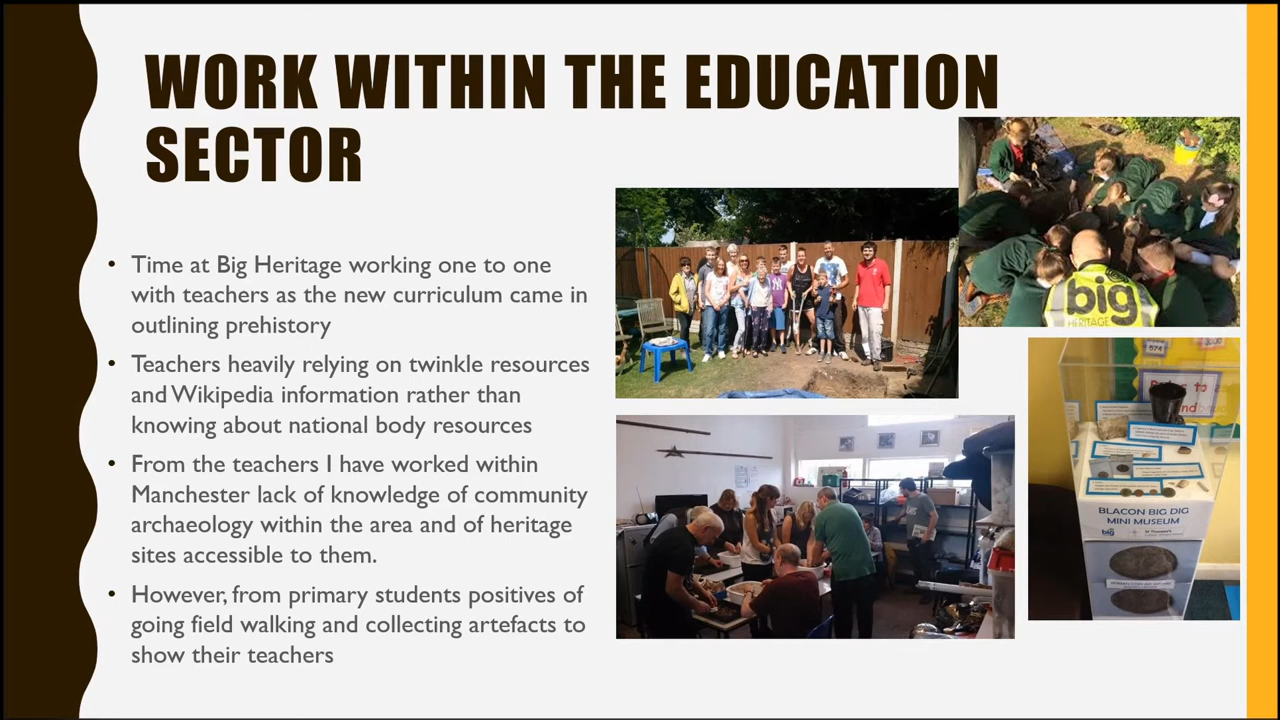 WORK WITHIN THE EDUCATION
SECTOR
• Time at Big Heritage working one to one
with teachers as the new curriculum came in
outlining prehistory
• Teachers heavily relying on twinkle resources
and Wikipedia information rather than
knowing about national body resources
• From the teachers I have worked within
Manchester lack of knowledge of community
archaeology within the area and of heritage
sites accessible to them.
• However, from primary students positives of
going field walking and collecting artefacts to
show their teachers
big
HERITAGE
574
BLACON BIG DIG
MINI MUSEUM
big